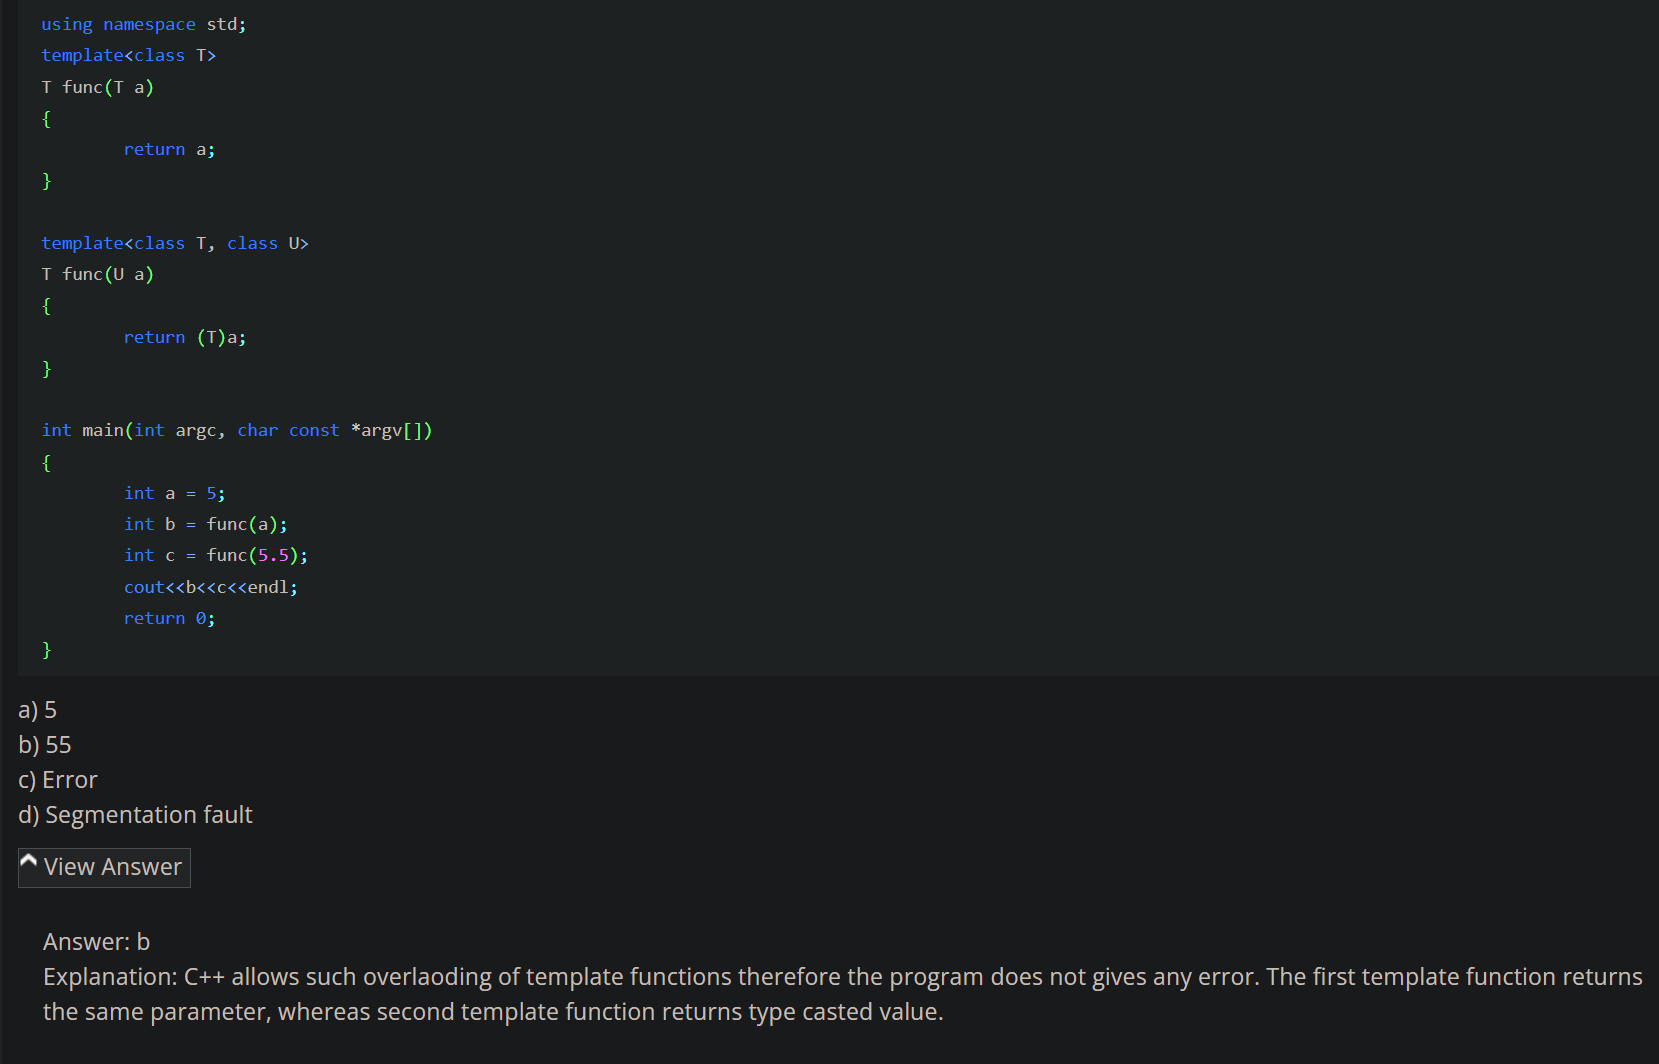 using namespace std;
template<class T>
T func(T a)
{
        return a;
}

template<class T, class U>
T func(U a)
{
        return (T)a;
}

int main(int argc, char const *argv[])
{
        int a = 5;
        int b = func(a);
        int c = func(5.5);
        cout<<b<<c<<endl;
        return 0;
}
a) 5
b) 55
c) Error
d) Segmentation fault
View Answer
Answer: b
Explanation: C++ allows such overlaoding of template functions therefore the program does not gives any error. The first template function returns
the same parameter, whereas second template function returns type casted value.